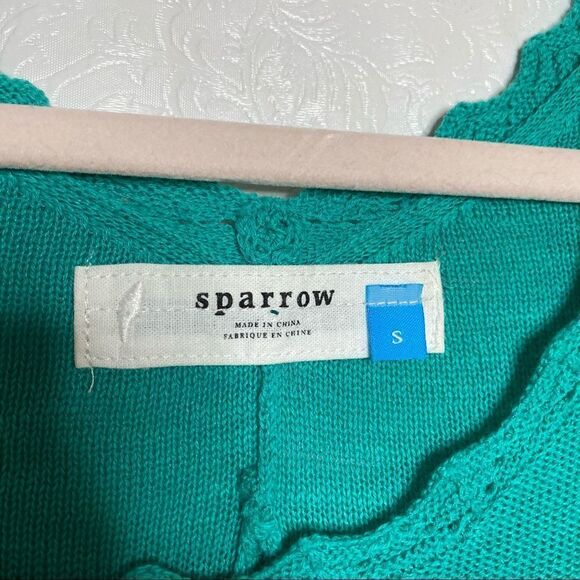 sparrow
MADE IN CHINA
FABRIQUE EN CHINE
S